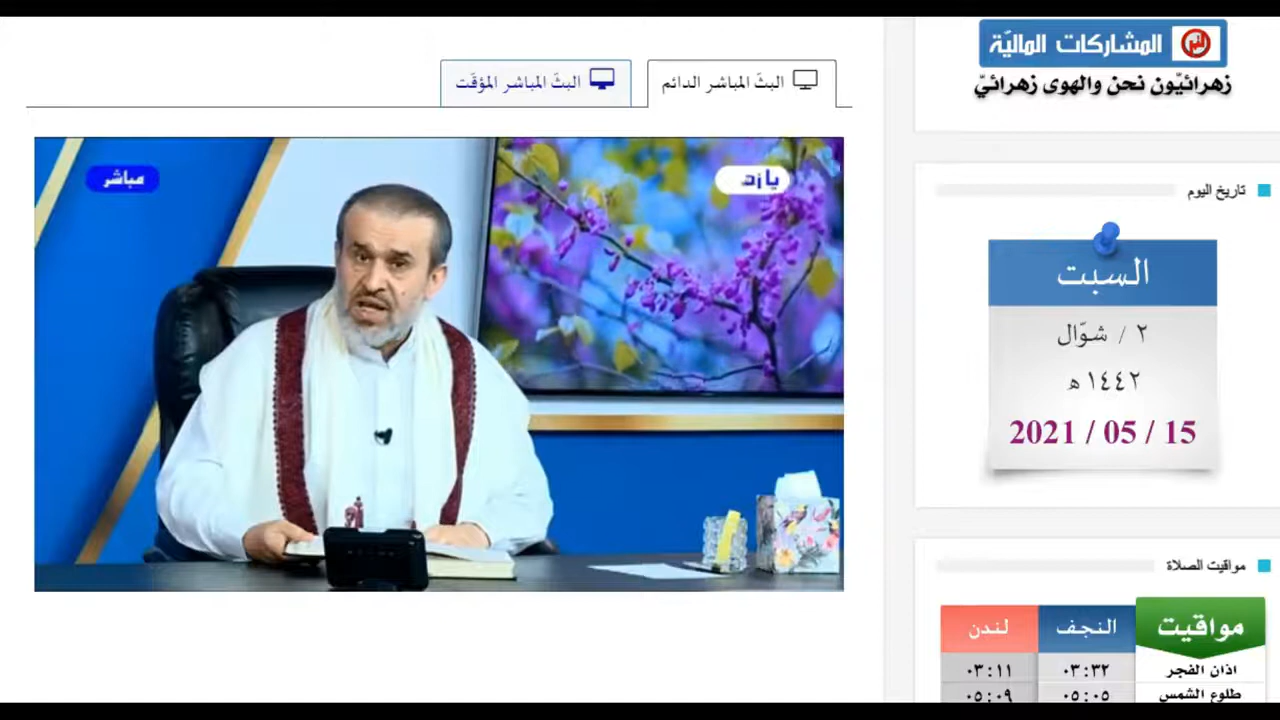 المشاركات الماليّة
زهرائيّون نحن والهوى زهرائيّ
البثّ المباشر الدائم
البثّ المباشر المؤقّت
يا زهراء
مباشر
تاريخ اليوم
السبت
٢ / شوّال
١٤٤٢ هـ
2021 / 05 / 15
مواقيت الصلاة
مواقيت
النجف
لندن
اذان الفجر
٠٣:٣٢
٠٣:١١
طلوع الشمس
٠٥:٠٥
٠٥:٠٩